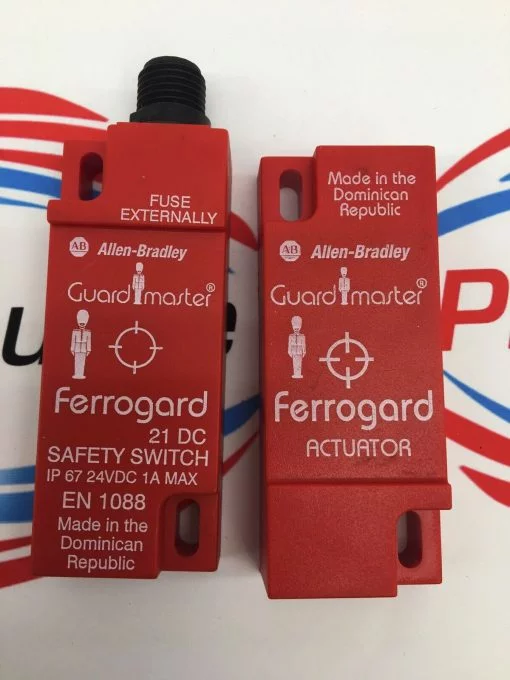 FUSE
EXTERNALLY
AB Allen-Bradley
Guardmaster®
Ferrogard
21 DC
SAFETY SWITCH
IP 67 24VDC 1A MAX
EN 1088
Made in the
Dominican
Republic
Made in the
Dominican
Republic
AB Allen-Bradley
Guardmaster®
Ferrogard
ACTUATOR